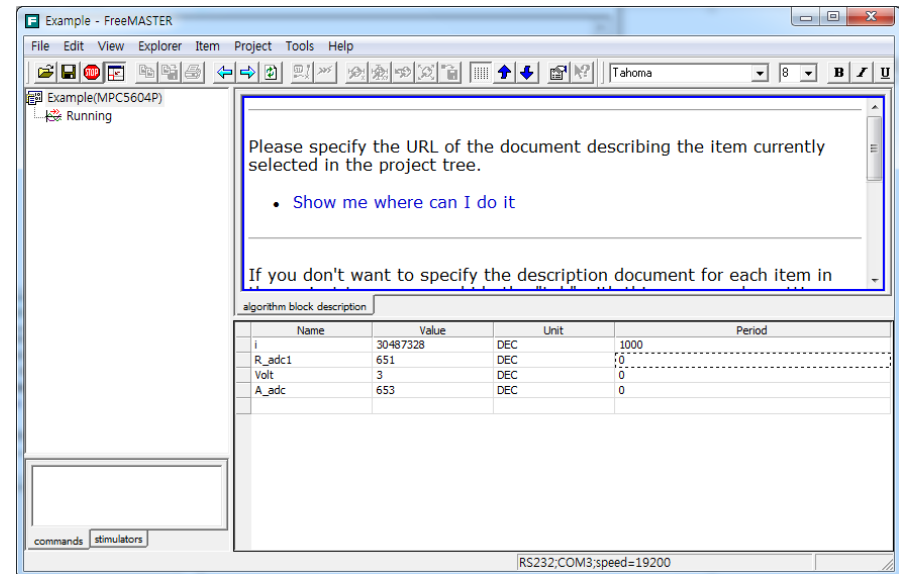 Example - FreeMASTER
File Edit View Explorer Item Project Tools Help
STOP
Tahoma 8 B I U
Example(MPC5604P)
Running
Please specify the URL of the document describing the item currently
selected in the project tree.
• Show me where can I do it
If you don't want to specify the description document for each item in
algorithm block description
Name Value Unit Period
i 30487328 DEC 1000
R_adc1 651 DEC 0
Volt 3 DEC 0
A_adc 653 DEC 0
commands stimulators
RS232;COM3;speed=19200